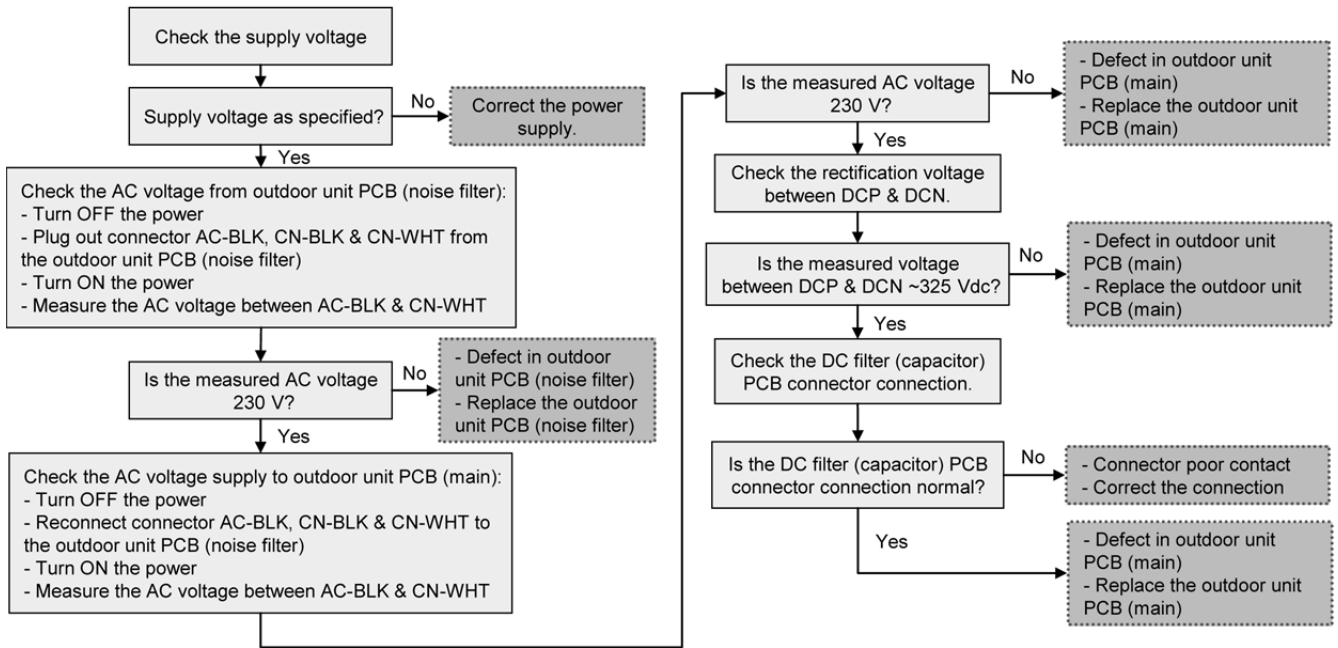 Check the supply voltage
Supply voltage as specified?
No
Correct the power
supply.
Yes
Check the AC voltage from outdoor unit PCB (noise filter):
- Turn OFF the power
- Plug out connector AC-BLK, CN-BLK & CN-WHT from
the outdoor unit PCB (noise filter)
- Turn ON the power
- Measure the AC voltage between AC-BLK & CN-WHT
Is the measured AC voltage
230 V?
No
- Defect in outdoor
unit PCB (noise filter)
- Replace the outdoor
unit PCB (noise filter)
Yes
Check the AC voltage supply to outdoor unit PCB (main):
- Turn OFF the power
- Reconnect connector AC-BLK, CN-BLK & CN-WHT to
the outdoor unit PCB (noise filter)
- Turn ON the power
- Measure the AC voltage between AC-BLK & CN-WHT
Is the measured AC voltage
230 V?
No
- Defect in outdoor unit
PCB (main)
- Replace the outdoor unit
PCB (main)
Yes
Check the rectification voltage
between DCP & DCN.
Is the measured voltage
between DCP & DCN ~325 Vdc?
No
- Defect in outdoor unit
PCB (main)
- Replace the outdoor unit
PCB (main)
Yes
Check the DC filter (capacitor)
PCB connector connection.
Is the DC filter (capacitor) PCB
connector connection normal?
No
- Connector poor contact
- Correct the connection
Yes
- Defect in outdoor unit
PCB (main)
- Replace the outdoor unit
PCB (main)